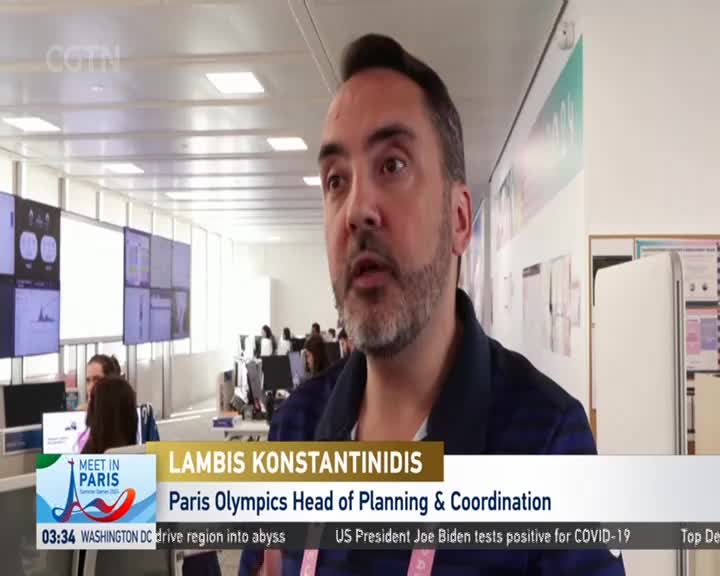 CGTN
LAMBIS KONSTANTINIDIS
Paris Olympics Head of Planning & Coordination
MEET IN
PARIS
Summer Games 2024
03:34 WASHINGTON DC
drive region into abyss US President Joe Biden tests positive for COVID-19 Top De